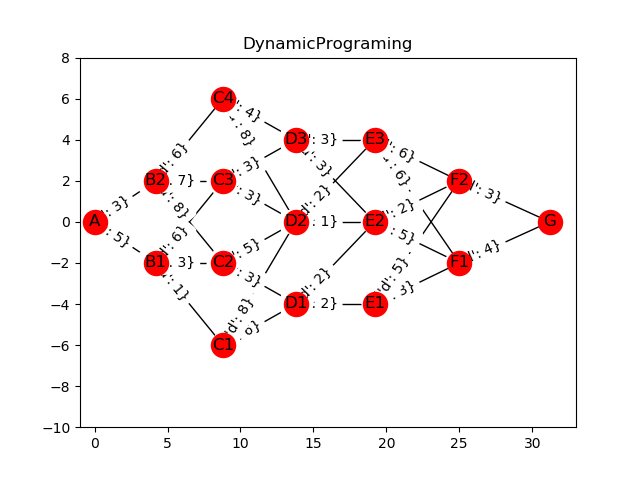 DynamicPrograming
8
6
4
2
0
−2
−4
−6
−8
−10
0
5
10
15
20
25
30
A
B2
B1
C4
C3
C2
C1
D3
D2
D1
E3
E2
E1
F2
F1
G
': 3}
: 5}
d': 6}
: 7}
': 8}
d': 6}
: 3}
': 1}
': 4}
': 8}
': 3}
: 3}
': 5}
: 3}
'd': 8}
': 3}
': 3}
d': 2}
: 1}
d': 2}
: 2}
': 6}
': 6}
': 2}
: 5}
'd': 5}
: 3}
': 3}
': 4}